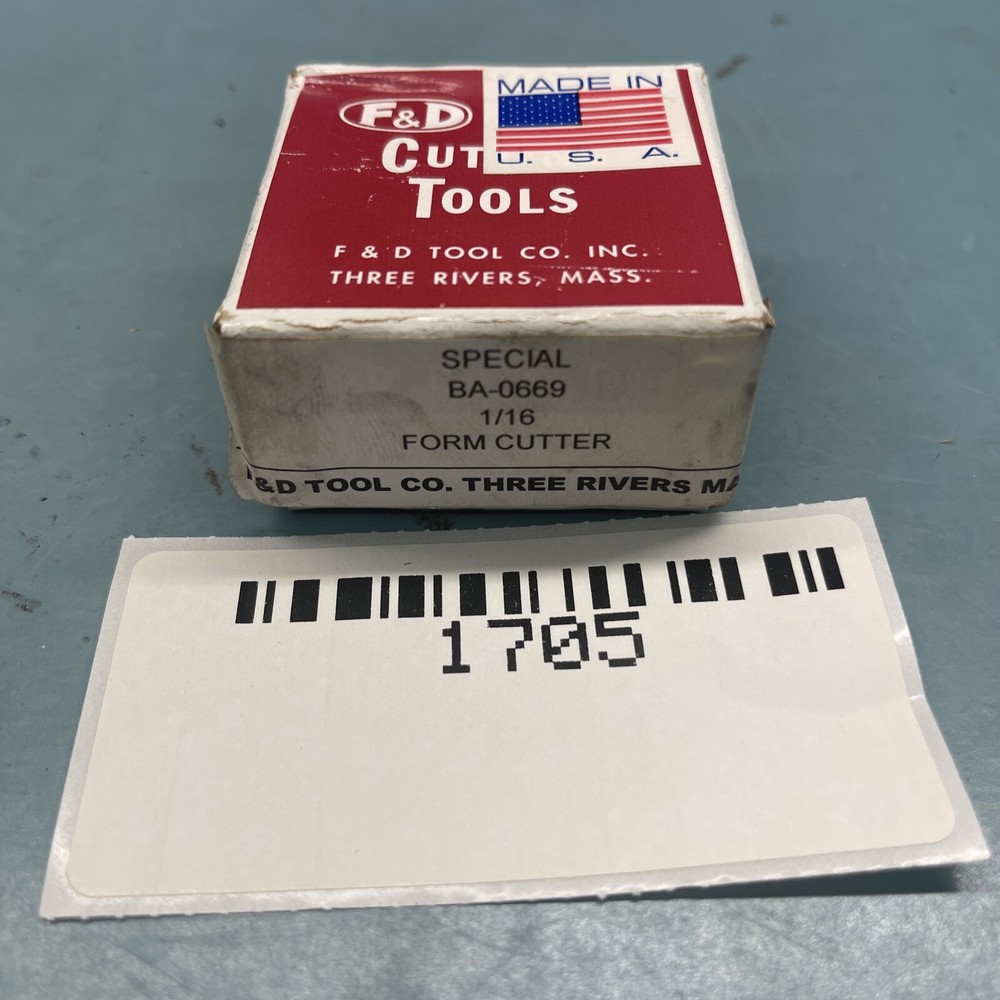 MADE IN
F&D
CUT
U. S. A.
TOOLS
F & D TOOL CO. INC.
THREE RIVERS, MASS.
SPECIAL
BA-0669
1/16
FORM CUTTER
F&D TOOL CO. THREE RIVERS MA
1705